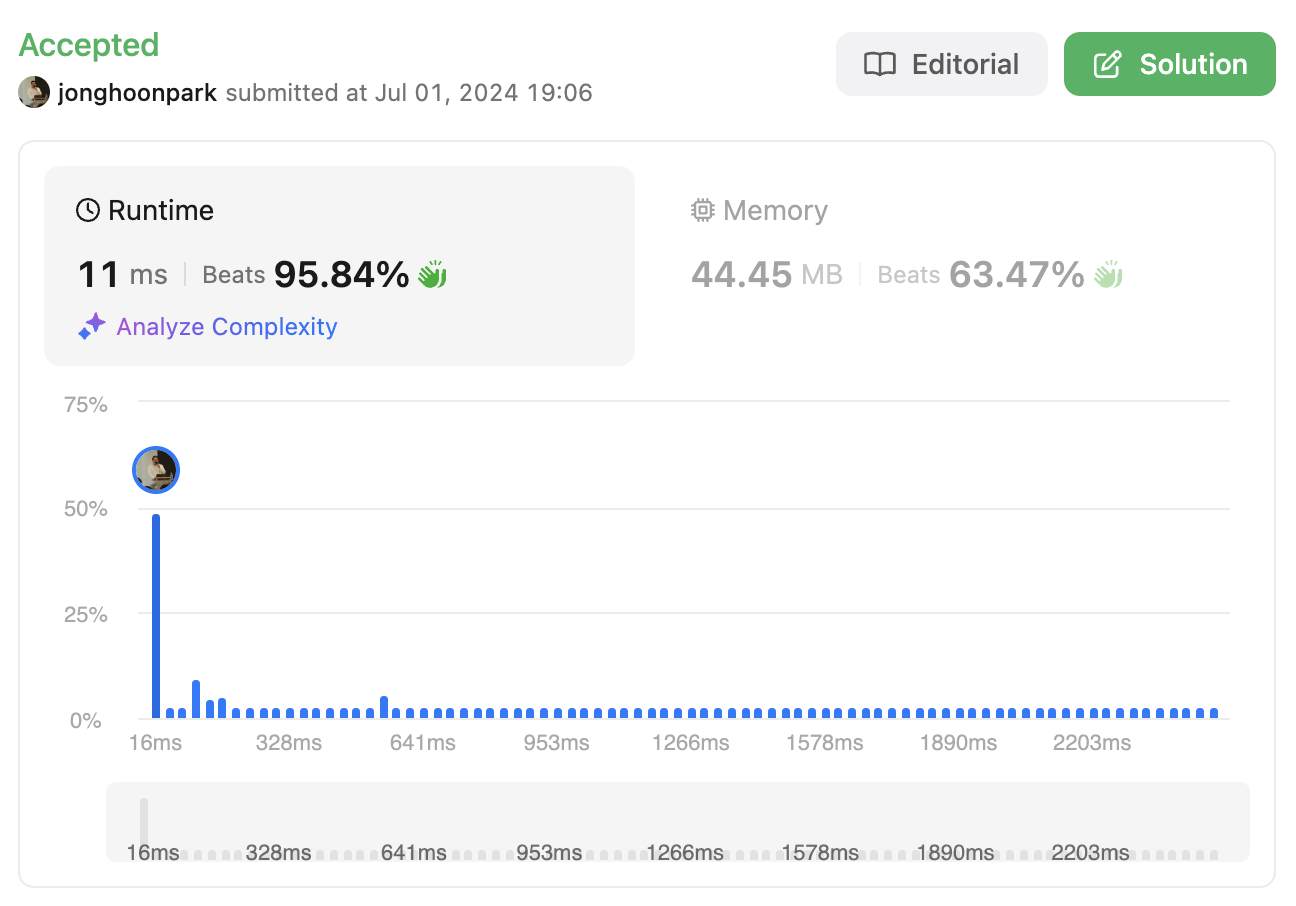 Accepted
Editorial
Solution
jonghoonpark submitted at Jul 01, 2024 19:06
Runtime
11 ms | Beats 95.84%
Analyze Complexity
Memory
44.45 MB | Beats 63.47%
75%
50%
25%
0%
16ms 328ms 641ms 953ms 1266ms 1578ms 1890ms 2203ms
16ms 328ms 641ms 953ms 1266ms 1578ms 1890ms 2203ms